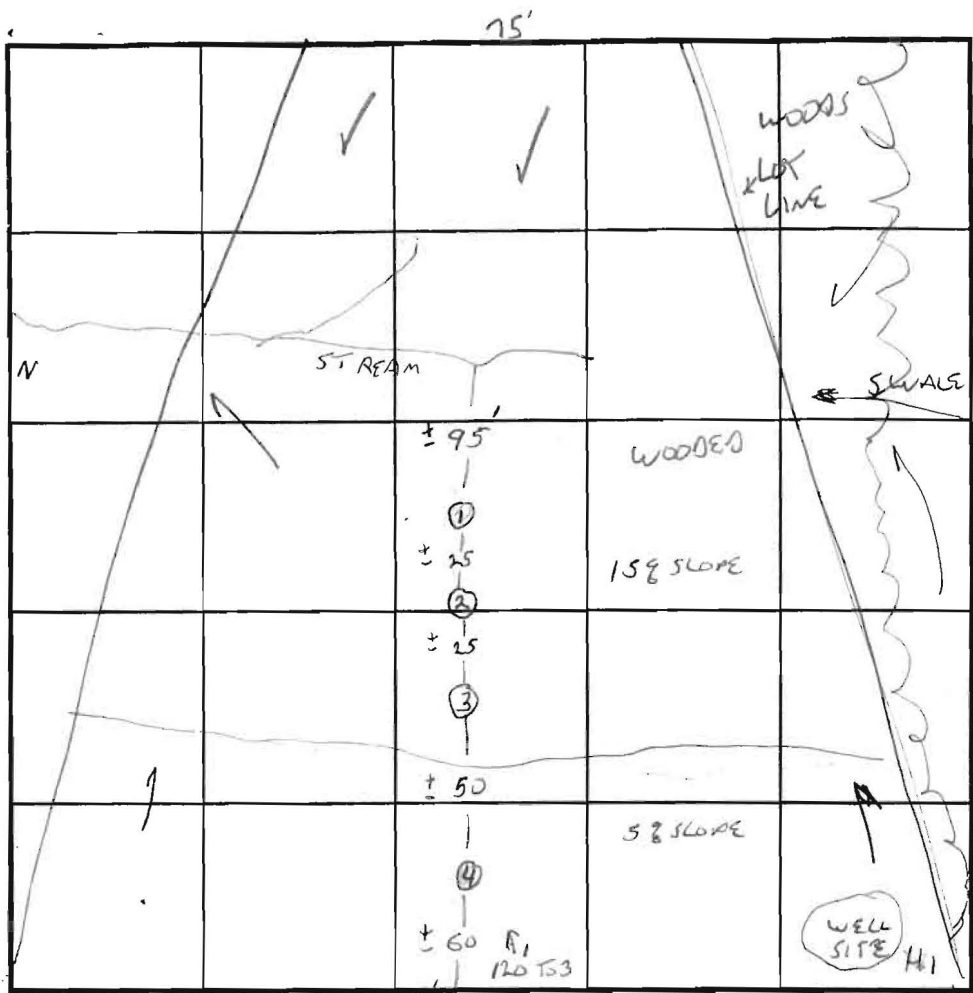 75'
WOODS
LOT
LINE
N
STREAM
SWALE
± 95'
WOODED
1
± 25
15% SLOPE
2
± 25
3
± 50
5% SLOPE
4
± 60
WELL
SITE